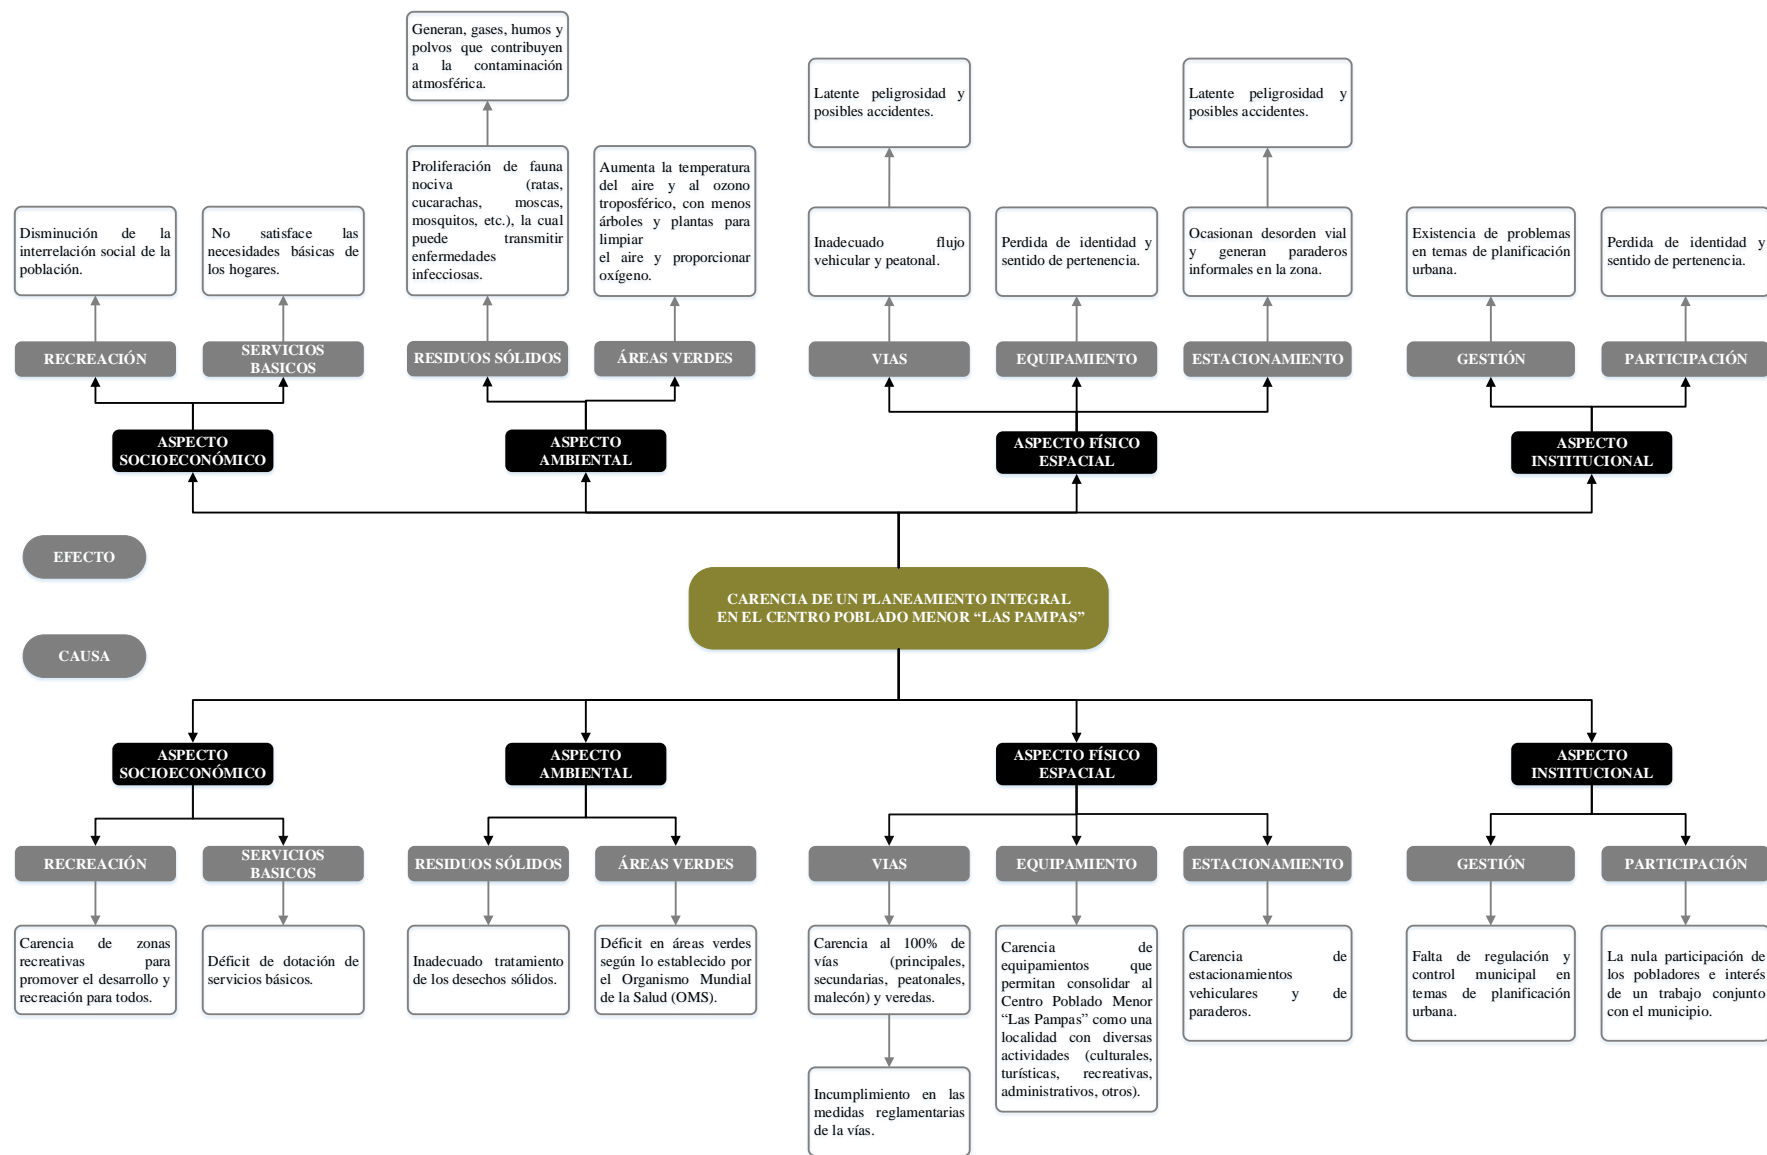 Generan, gases, humos y
polvos que contribuyen
a la contaminación
atmosférica.
Latente peligrosidad y
posibles accidentes.
Latente peligrosidad y
posibles accidentes.
Proliferación de fauna
nociva (ratas,
cucarachas, moscas,
mosquitos, etc.), la cual
puede transmitir
enfermedades
infecciosas.
Aumenta la temperatura
del aire y al ozono
troposférico, con menos
árboles y plantas para
limpiar
el aire y proporcionar
oxígeno.
Disminución de la
interrelación social de la
población.
No satisface las
necesidades básicas de
los hogares.
Inadecuado flujo
vehicular y peatonal.
Perdida de identidad y
sentido de pertenencia.
Ocasionan desorden vial
y generan paraderos
informales en la zona.
Existencia de problemas
en temas de planificación
urbana.
Perdida de identidad y
sentido de pertenencia.
RECREACIÓN
SERVICIOS
BASICOS
RESIDUOS SÓLIDOS
ÁREAS VERDES
VIAS
EQUIPAMIENTO
ESTACIONAMIENTO
GESTIÓN
PARTICIPACIÓN
ASPECTO
SOCIOECONÓMICO
ASPECTO
AMBIENTAL
ASPECTO FÍSICO
ESPACIAL
ASPECTO
INSTITUCIONAL
EFECTO
CARENCIA DE UN PLANEAMIENTO INTEGRAL
EN EL CENTRO POBLADO MENOR “LAS PAMPAS”
CAUSA
ASPECTO
SOCIOECONÓMICO
ASPECTO
AMBIENTAL
ASPECTO FÍSICO
ESPACIAL
ASPECTO
INSTITUCIONAL
RECREACIÓN
SERVICIOS
BASICOS
RESIDUOS SÓLIDOS
ÁREAS VERDES
VIAS
EQUIPAMIENTO
ESTACIONAMIENTO
GESTIÓN
PARTICIPACIÓN
Carencia de zonas
recreativas para
promover el desarrollo y
recreación para todos.
Déficit de dotación de
servicios básicos.
Inadecuado tratamiento
de los desechos sólidos.
Déficit en áreas verdes
según lo establecido por
el Organismo Mundial
de la Salud (OMS).
Carencia al 100% de
vías (principales,
secundarias, peatonales,
malecón) y veredas.
Carencia de
equipamientos que
permitan consolidar al
Centro Poblado Menor
“Las Pampas” como una
localidad con diversas
actividades (culturales,
turísticas, recreativas,
administrativos, otros).
Carencia de
estacionamientos
vehiculares y de
paraderos.
Falta de regulación y
control municipal en
temas de planificación
urbana.
La nula participación de
los pobladores e interés
de un trabajo conjunto
con el municipio.
Incumplimiento en las
medidas reglamentarias
de la vías.